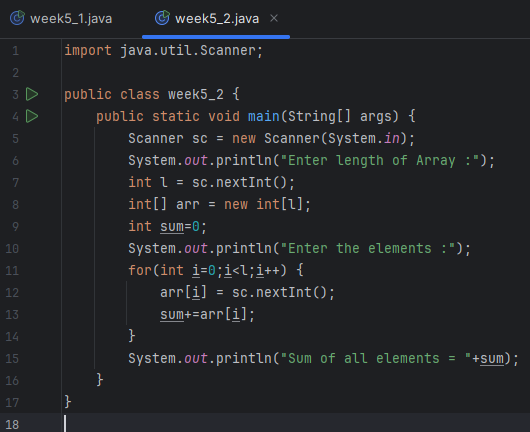 week5_1.java week5_2.java ×
1 import java.util.Scanner;
2
3 public class week5_2 {
4 public static void main(String[] args) {
5 Scanner sc = new Scanner(System.in);
6 System.out.println("Enter length of Array :");
7 int l = sc.nextInt();
8 int[] arr = new int[l];
9 int sum=0;
10 System.out.println("Enter the elements :");
11 for(int i=0;i<l;i++) {
12 arr[i] = sc.nextInt();
13 sum+=arr[i];
14 }
15 System.out.println("Sum of all elements = "+sum);
16 }
17 }
18